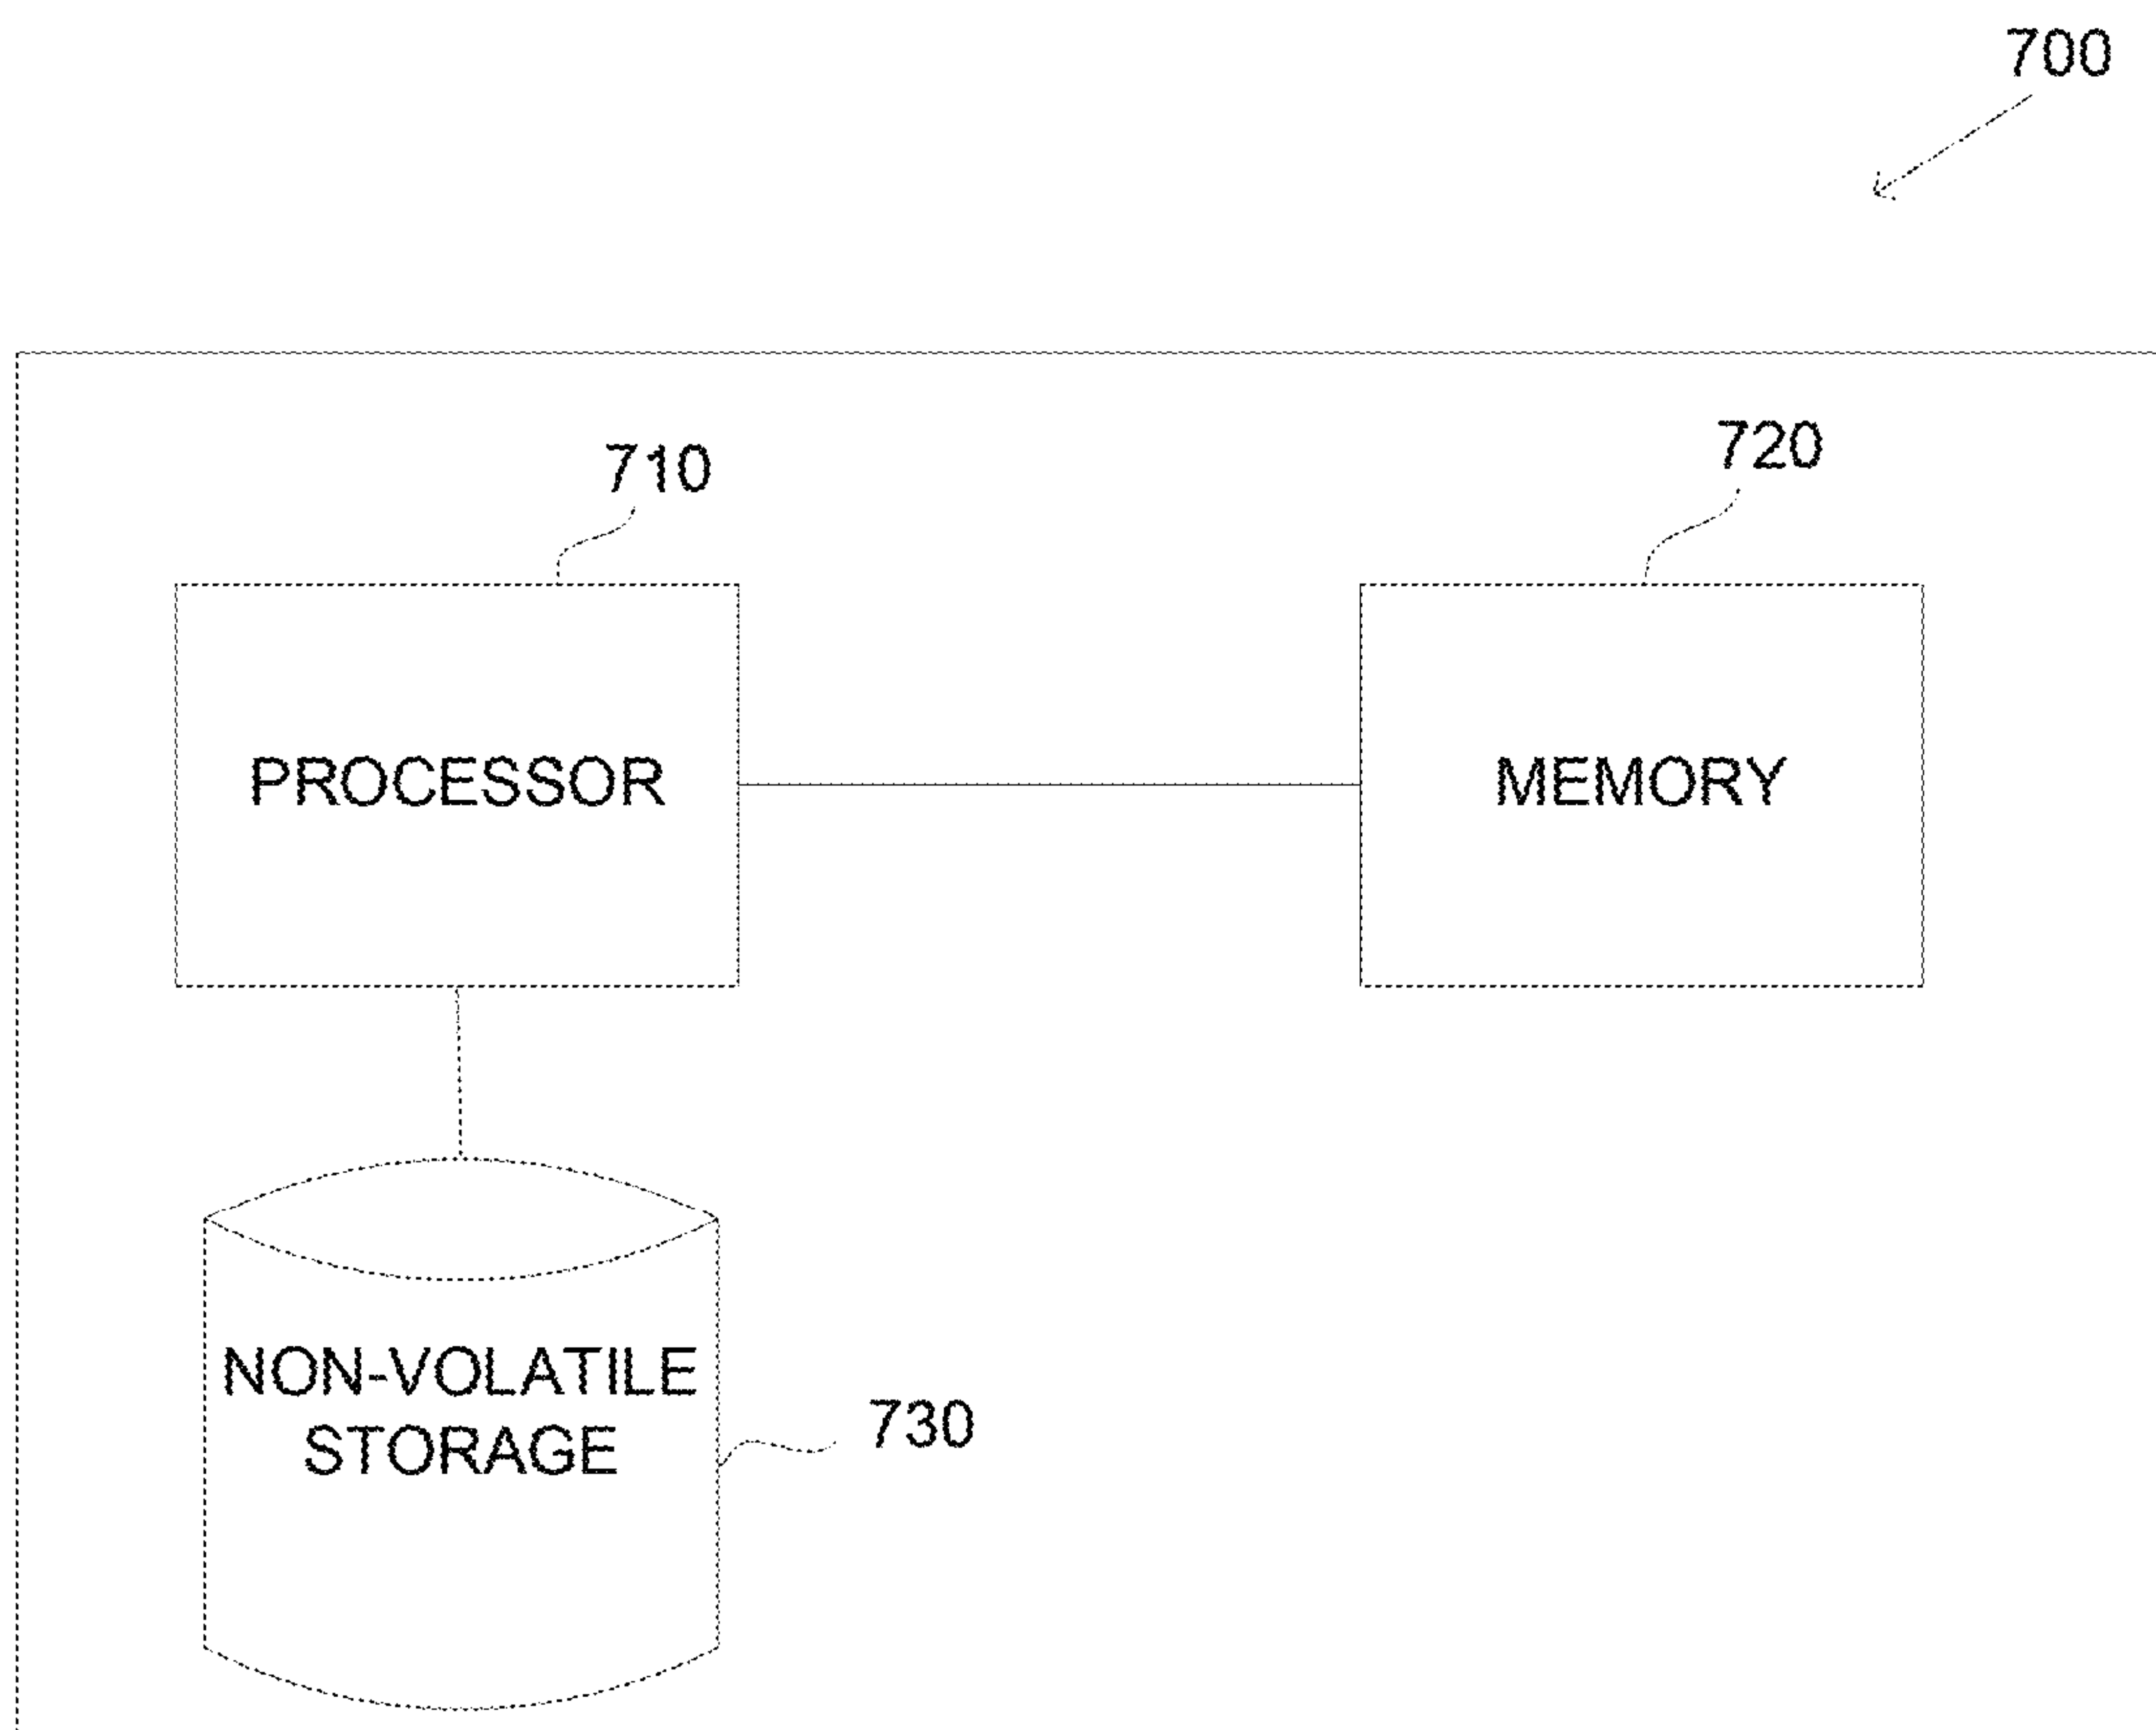 700
710
720
PROCESSOR
MEMORY
NON-VOLATILE
STORAGE
730